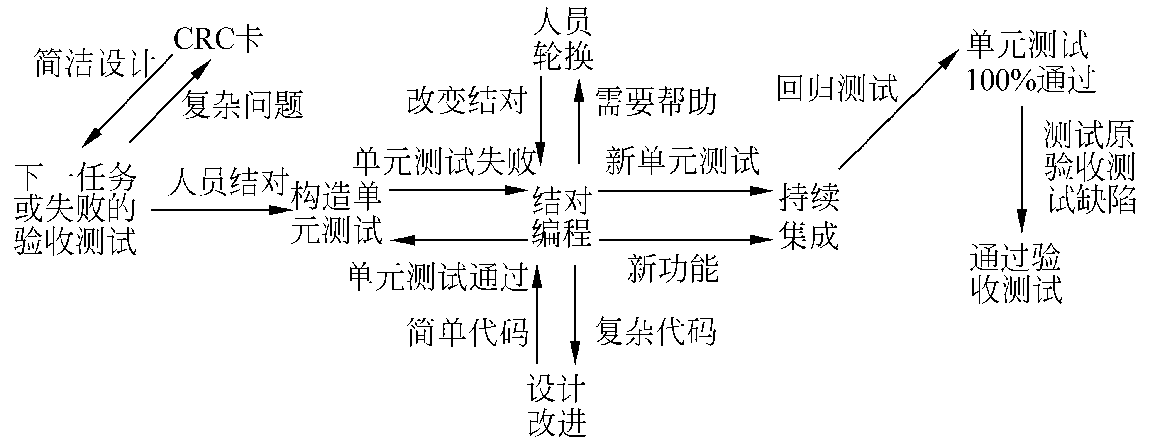 CRC卡
简洁设计
复杂问题
下一任务
或失败的
验收测试
人员结对
构造单
元测试
单元测试失败
单元测试通过
人员
轮换
改变结对
需要帮助
结对
编程
简单代码
复杂代码
设计
改进
新单元测试
新功能
持续
集成
回归测试
单元测试
100%通过
测试原
验收测
试缺陷
通过验
收测试